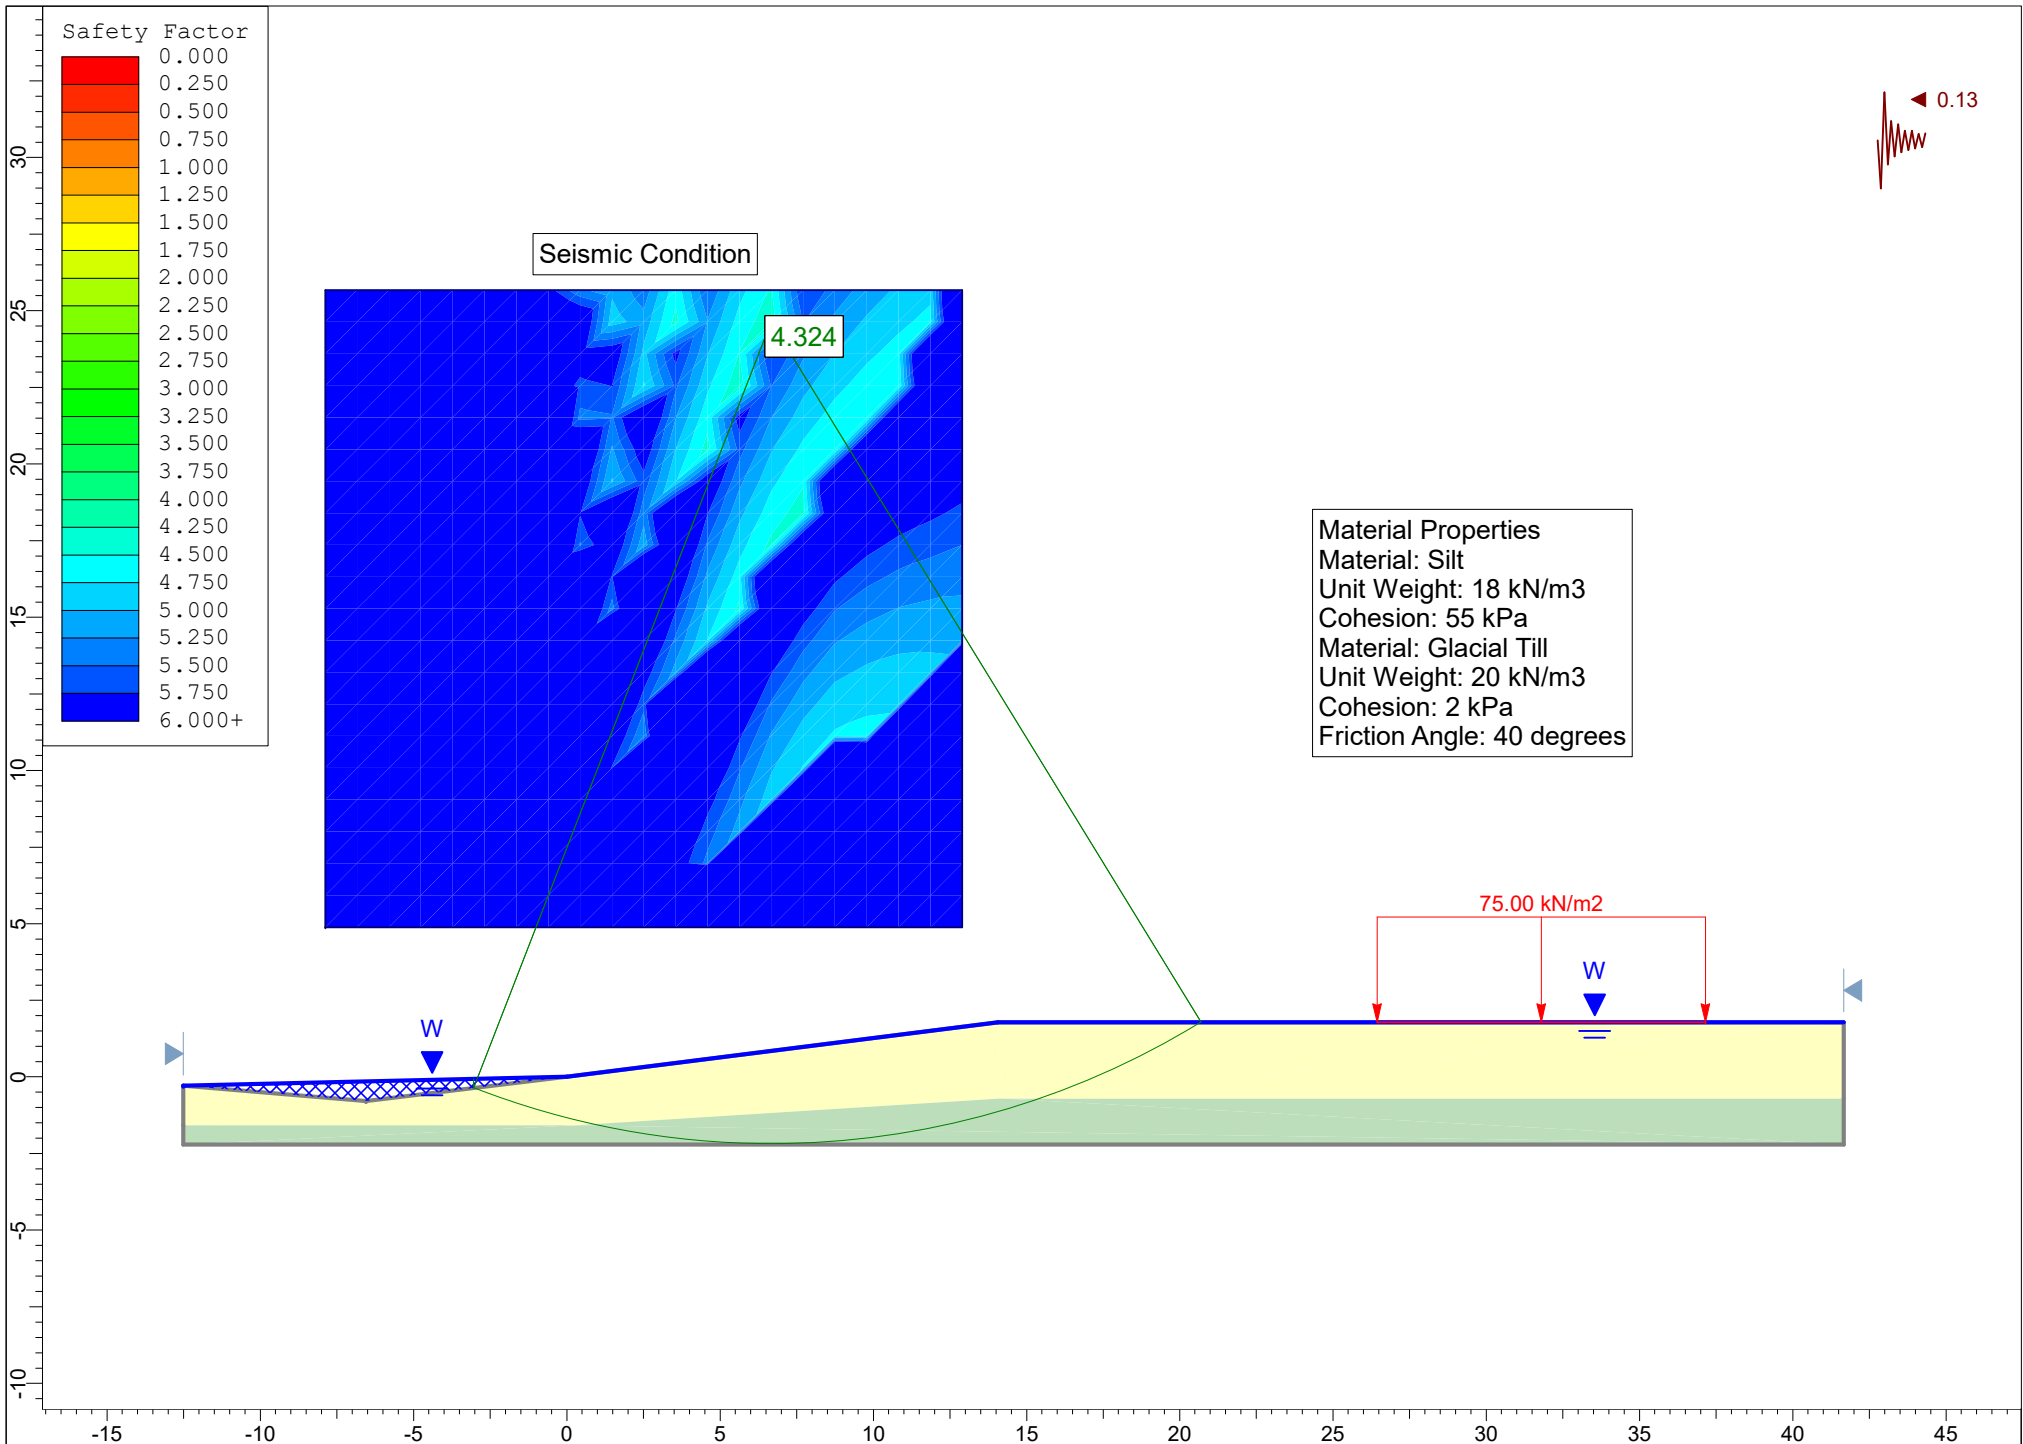 Safety Factor
0.000
0.250
0.500
0.750
1.000
1.250
1.500
1.750
2.000
2.250
2.500
2.750
3.000
3.250
3.500
3.750
4.000
4.250
4.500
4.750
5.000
5.250
5.500
5.750
6.000+
0.13
Seismic Condition
4.324
Material Properties
Material: Silt
Unit Weight: 18 kN/m3
Cohesion: 55 kPa
Material: Glacial Till
Unit Weight: 20 kN/m3
Cohesion: 2 kPa
Friction Angle: 40 degrees
75.00 kN/m2
W
W
30
25
20
15
10
5
0
-5
-10
-15 -10 -5 0 5 10 15 20 25 30 35 40 45